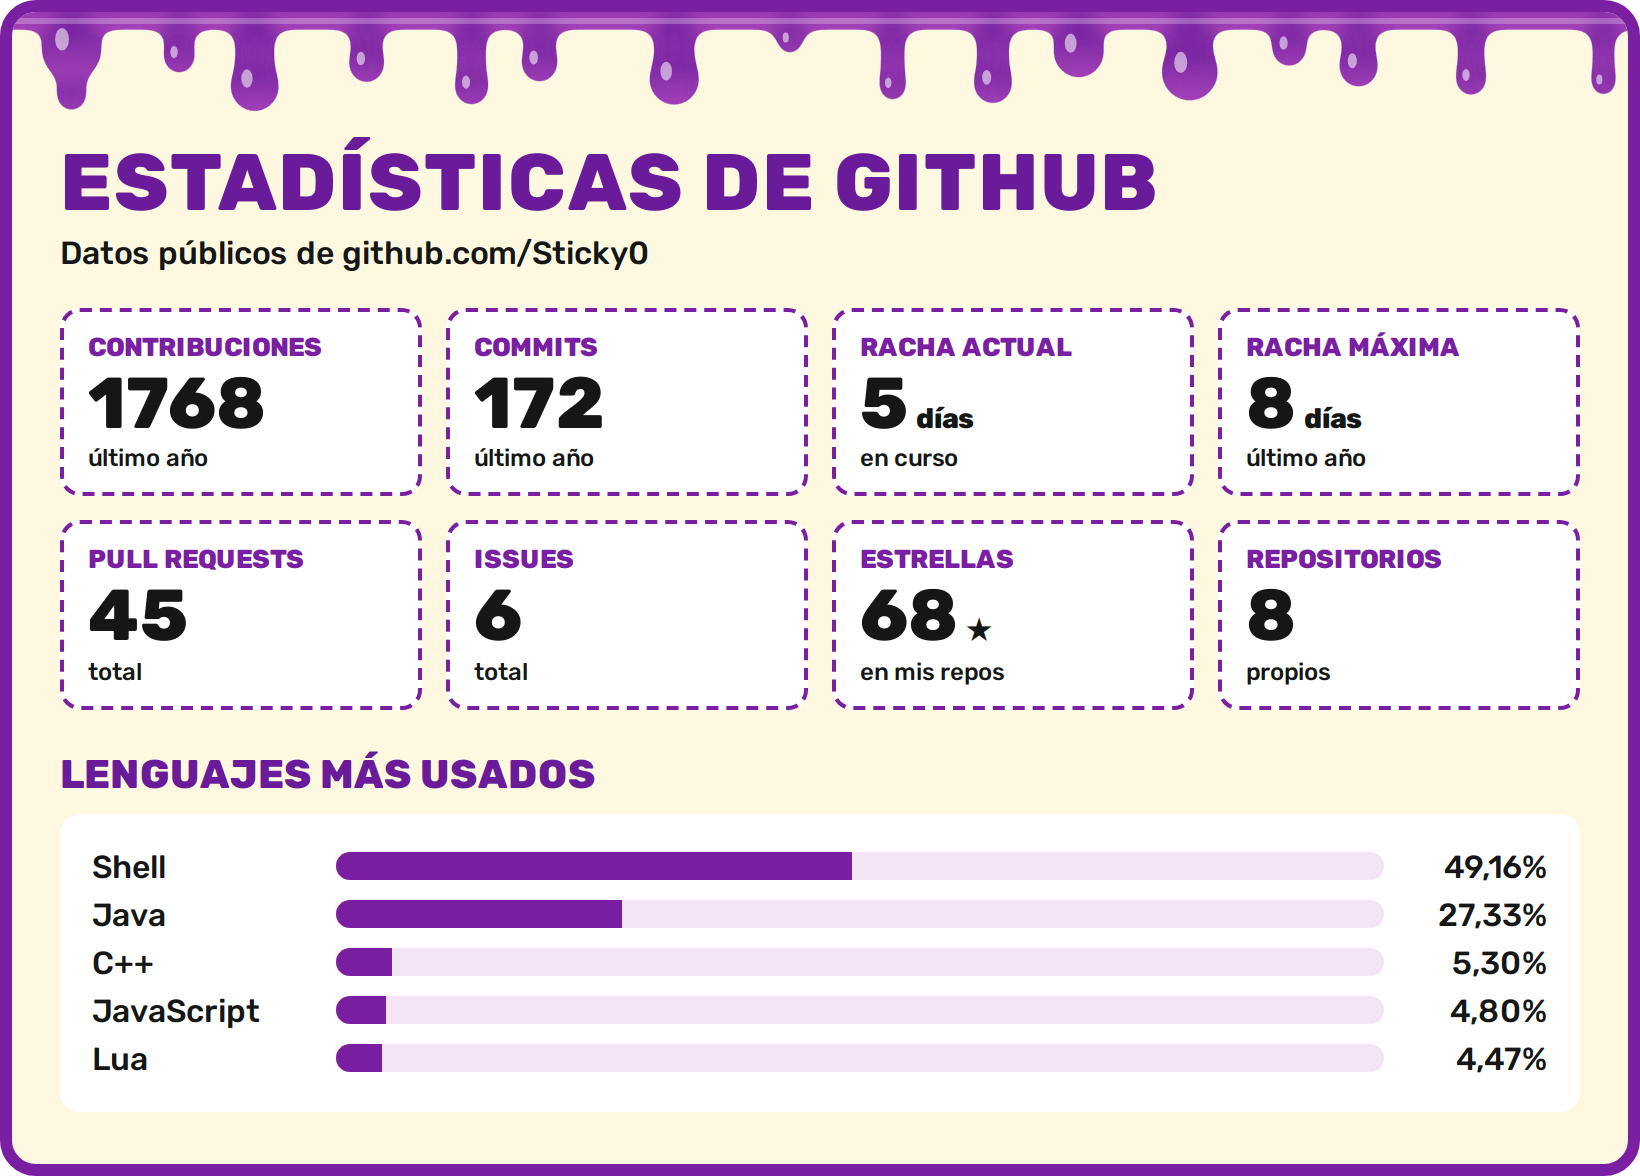 ESTADÍSTICAS DE GITHUB
Datos públicos de github.com/Sticky0
CONTRIBUCIONES
1768
último año
COMMITS
172
último año
RACHA ACTUAL
5 días
en curso
RACHA MÁXIMA
8 días
último año
PULL REQUESTS
45
total
ISSUES
6
total
ESTRELLAS
68 ★
en mis repos
REPOSITORIOS
8
propios
LENGUAJES MÁS USADOS
Shell 49,16%
Java 27,33%
C++ 5,30%
JavaScript 4,80%
Lua 4,47%